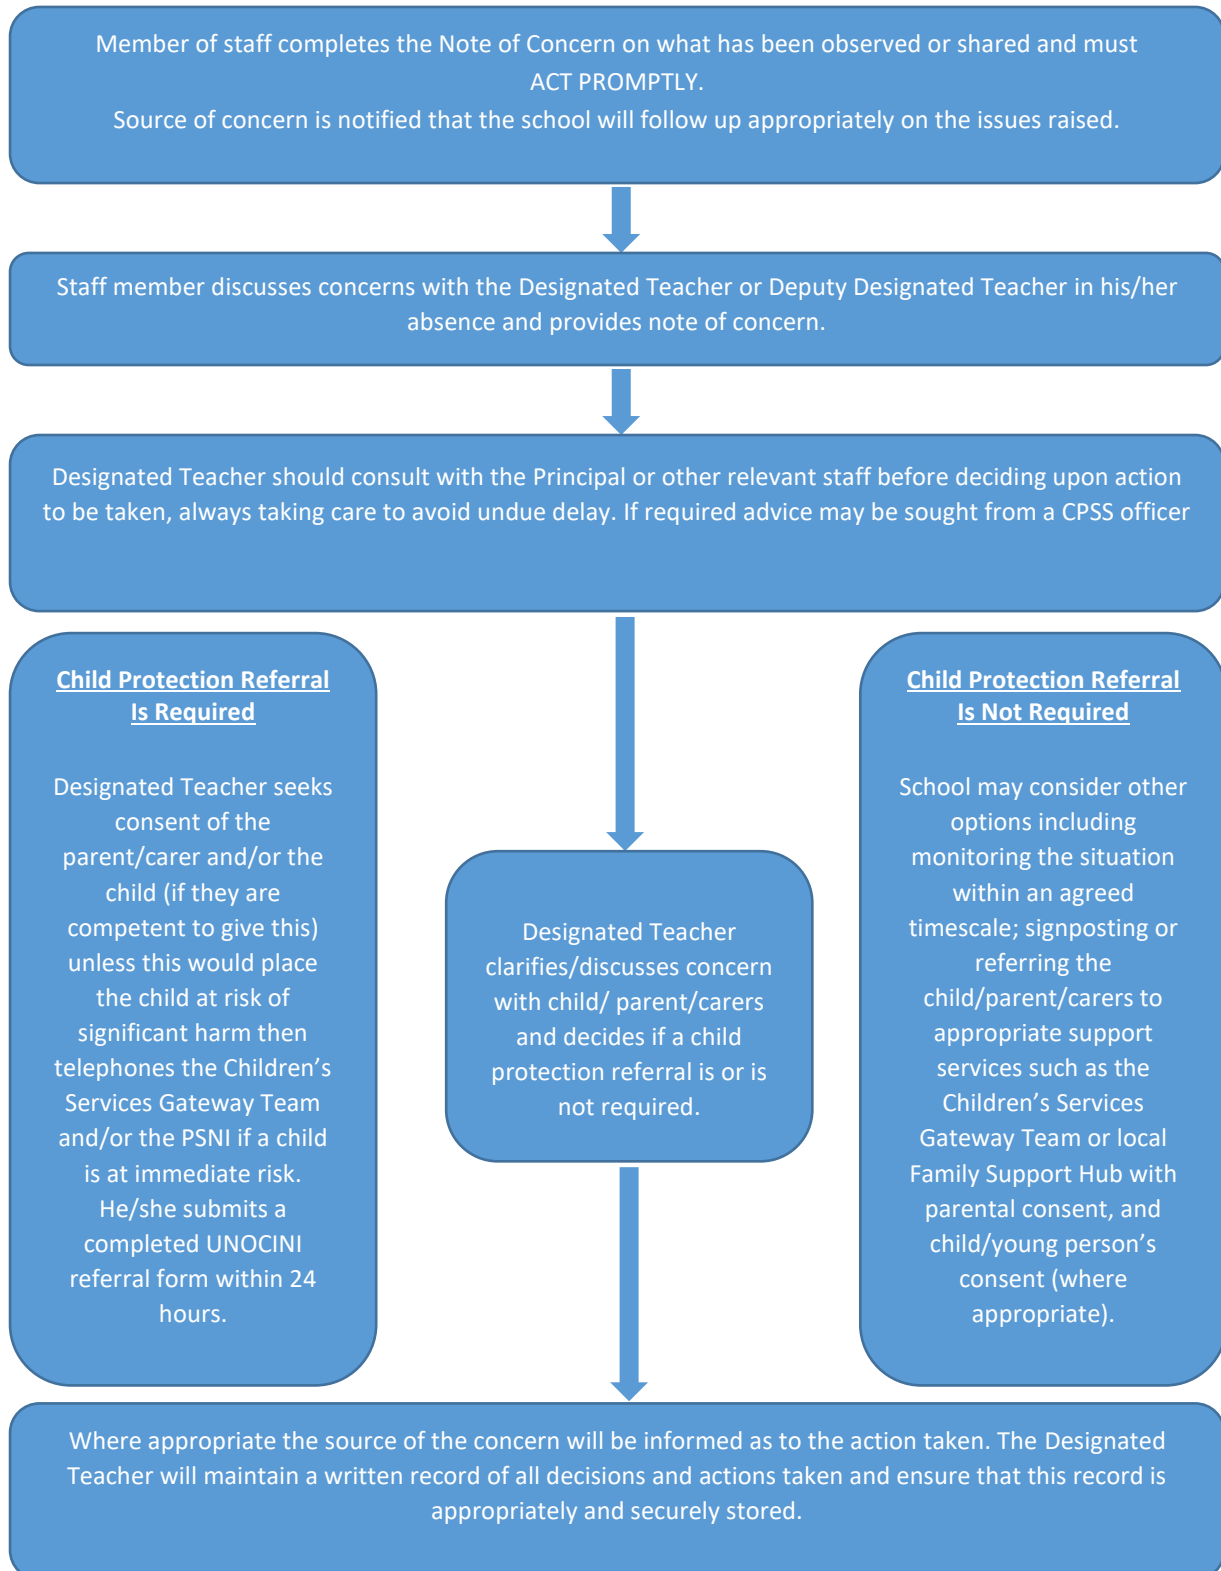 Member of staff completes the Note of Concern on what has been observed or shared and must
ACT PROMPTLY.
Source of concern is notified that the school will follow up appropriately on the issues raised.
Staff member discusses concerns with the Designated Teacher or Deputy Designated Teacher in his/her
absence and provides note of concern.
Designated Teacher should consult with the Principal or other relevant staff before deciding upon action
to be taken, always taking care to avoid undue delay. If required advice may be sought from a CPSS officer
Child Protection Referral
Is Required
Designated Teacher seeks
consent of the
parent/carer and/or the
child (if they are
competent to give this)
unless this would place
the child at risk of
significant harm then
telephones the Children’s
Services Gateway Team
and/or the PSNI if a child
is at immediate risk.
He/she submits a
completed UNOCINI
referral form within 24
hours.
Designated Teacher
clarifies/discusses concern
with child/ parent/carers
and decides if a child
protection referral is or is
not required.
Child Protection Referral
Is Not Required
School may consider other
options including
monitoring the situation
within an agreed
timescale; signposting or
referring the
child/parent/carers to
appropriate support
services such as the
Children’s Services
Gateway Team or local
Family Support Hub with
parental consent, and
child/young person’s
consent (where
appropriate).
Where appropriate the source of the concern will be informed as to the action taken. The Designated
Teacher will maintain a written record of all decisions and actions taken and ensure that this record is
appropriately and securely stored.